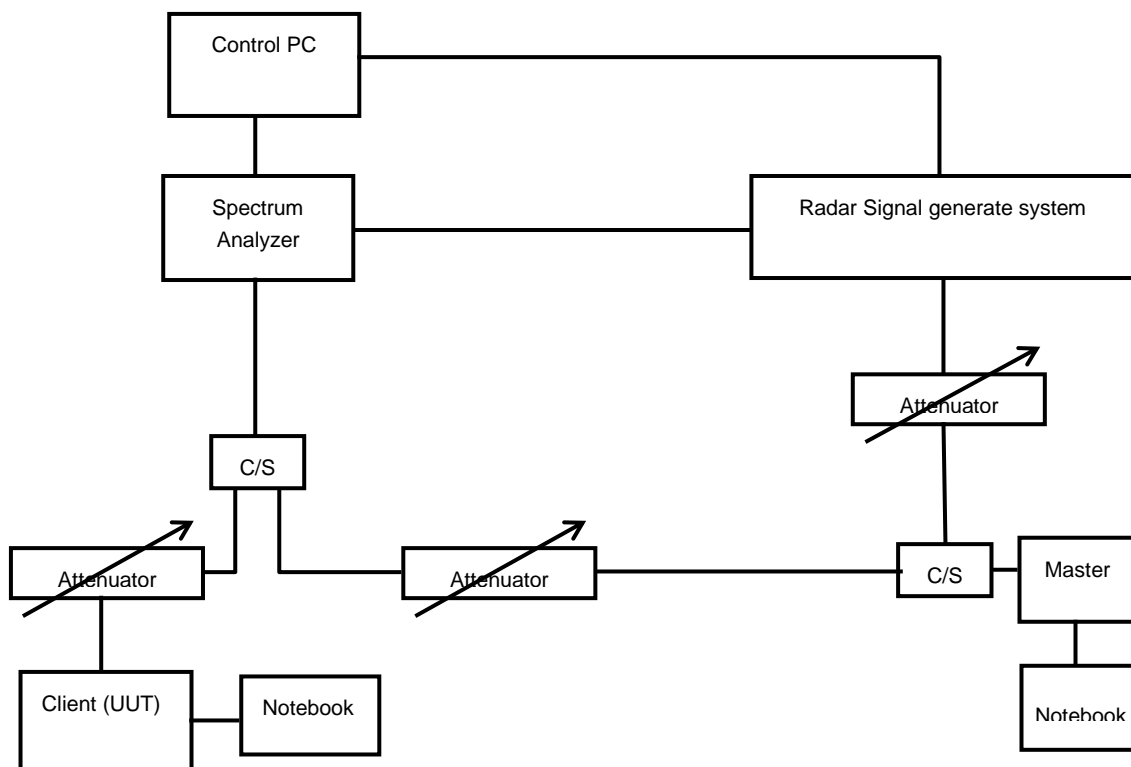 Control PC
Spectrum
Analyzer
Radar Signal generate system
Attenuator
C/S
Attenuator
Attenuator
C/S
Master
Client (UUT)
Notebook
Notebook